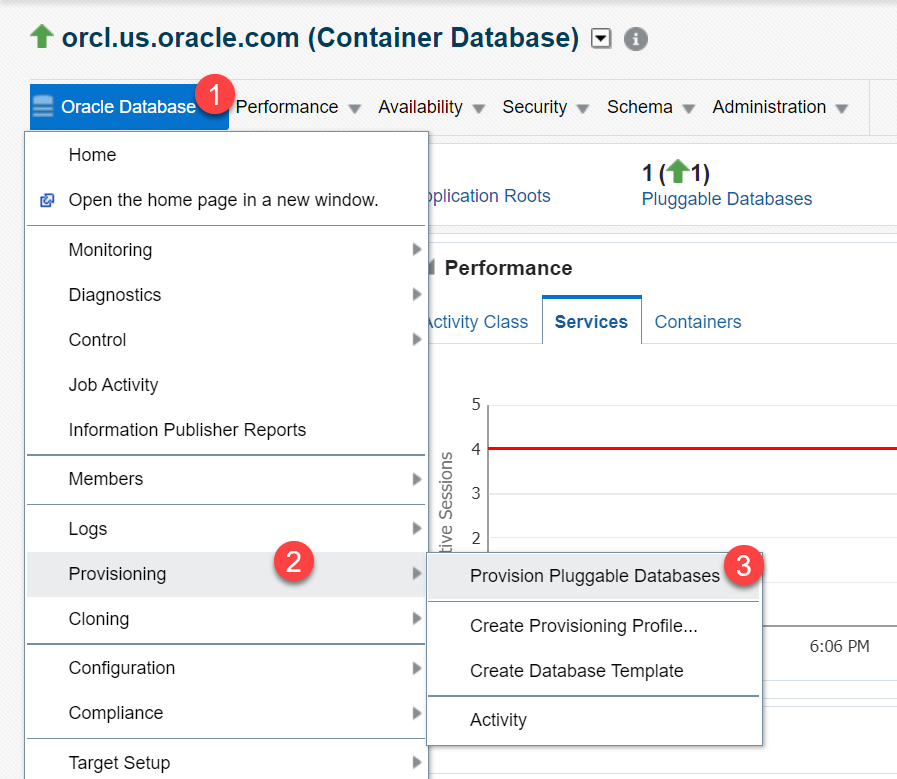 orcl.us.oracle.com (Container Database)
Oracle Database 1 Performance Availability Security Schema Administration
Home
Open the home page in a new window.
Monitoring
Diagnostics
Control
Job Activity
Information Publisher Reports
Members
Logs
Provisioning 2
Cloning
Configuration
Compliance
Target Setup
Provision Pluggable Databases 3
Create Provisioning Profile...
Create Database Template
Activity
Roots
1 (1)
Pluggable Databases
Performance
Class Services Containers
5
4
3
2
Sessions
6:06 PM